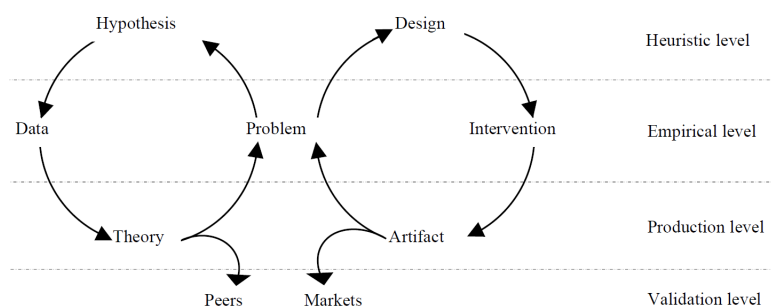 Hypothesis
Design
Heuristic level
Data
Problem
Intervention
Empirical level
Theory
Artifact
Production level
Peers
Markets
Validation level